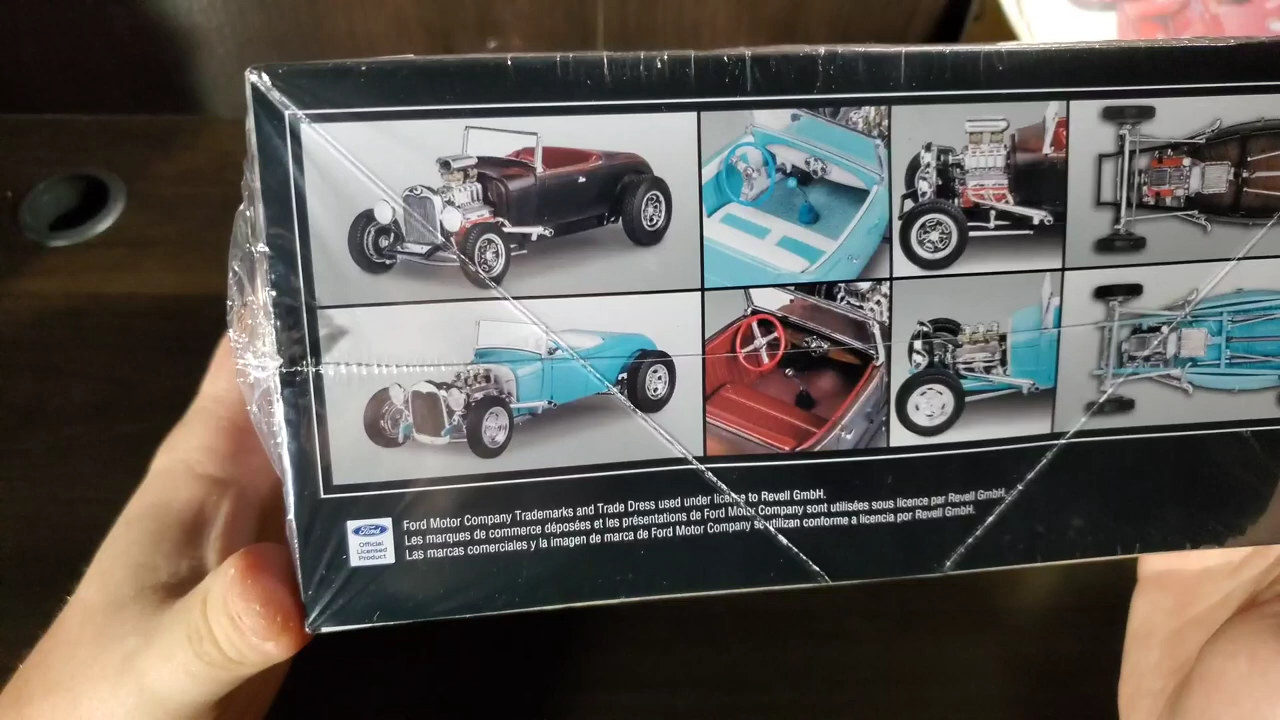 Ford Motor Company Trademarks and Trade Dress used under license to Revell GmbH.
Les marques de commerce déposées et les présentations de Ford Motor Company sont utilisées sous licence par Revell GmbH.
Las marcas comerciales y la imagen de marca de Ford Motor Company se utilizan conforme a licencia por Revell GmbH.
Ford
Official
Licensed
Product